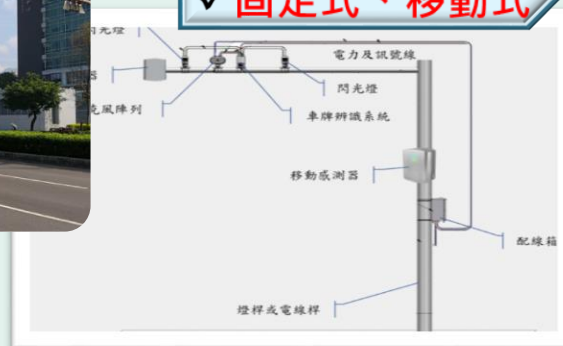 ✓ 固定式、移動式
閃光燈
電力及訊號線
器
閃光燈
克風陣列
車牌辨識系統
移動感測器
配線箱
燈桿或電線桿